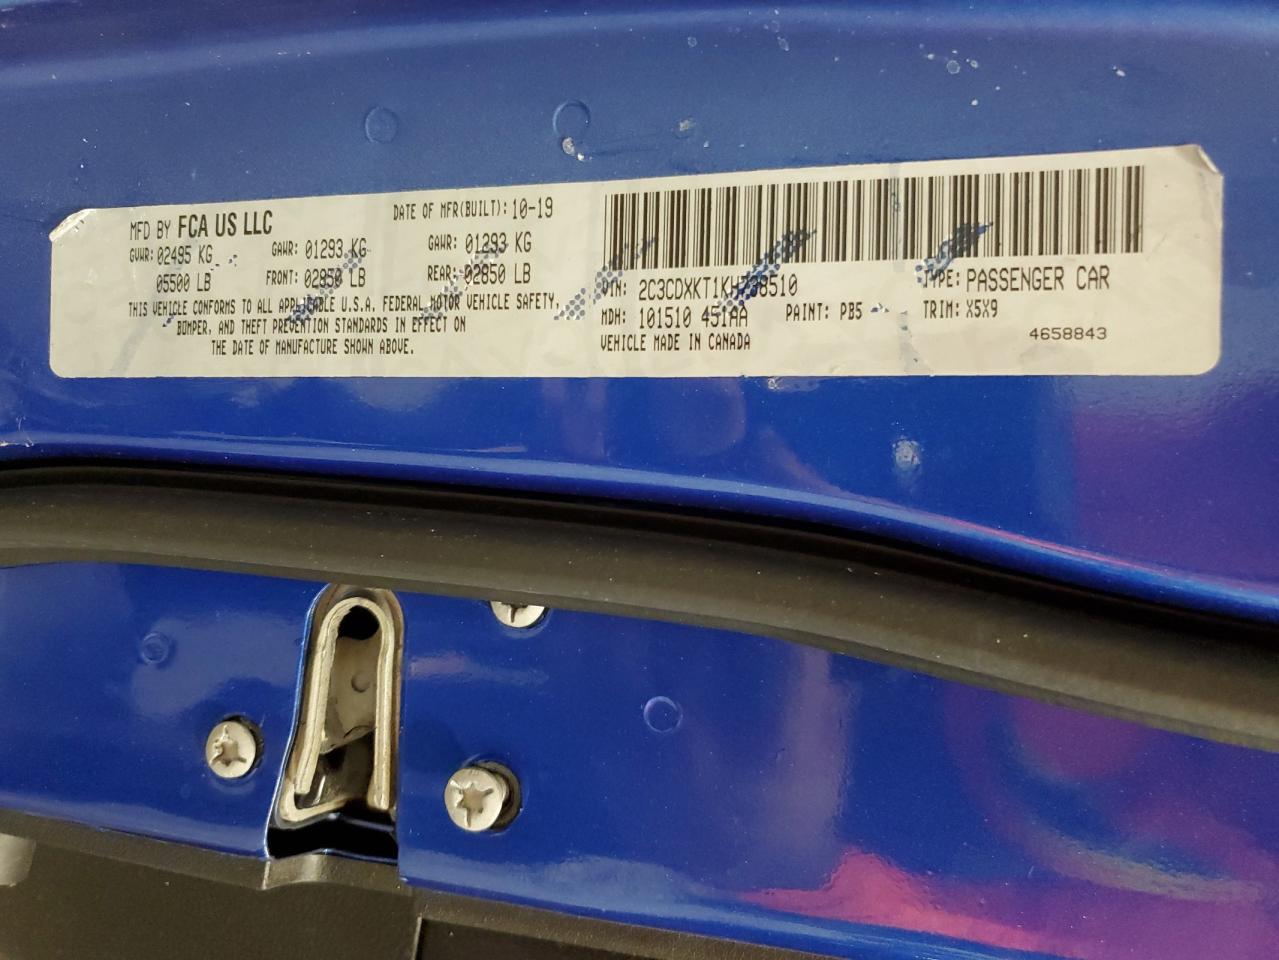 MFD BY FCA US LLC DATE OF MFR(BUILT): 10-19
GVWR: 02495 KG GAWR: 01293 KG GAWR: 01293 KG
05500 LB FRONT: 02850 LB REAR: 02850 LB
THIS VEHICLE CONFORMS TO ALL APPLICABLE U.S.A. FEDERAL MOTOR VEHICLE SAFETY,
BUMPER, AND THEFT PREVENTION STANDARDS IN EFFECT ON
THE DATE OF MANUFACTURE SHOWN ABOVE.
VIN: 2C3CDXKT1KH738510 TYPE: PASSENGER CAR
MDH: 101510 451AA PAINT: PB5 TRIM: X5X9
VEHICLE MADE IN CANADA 4658843